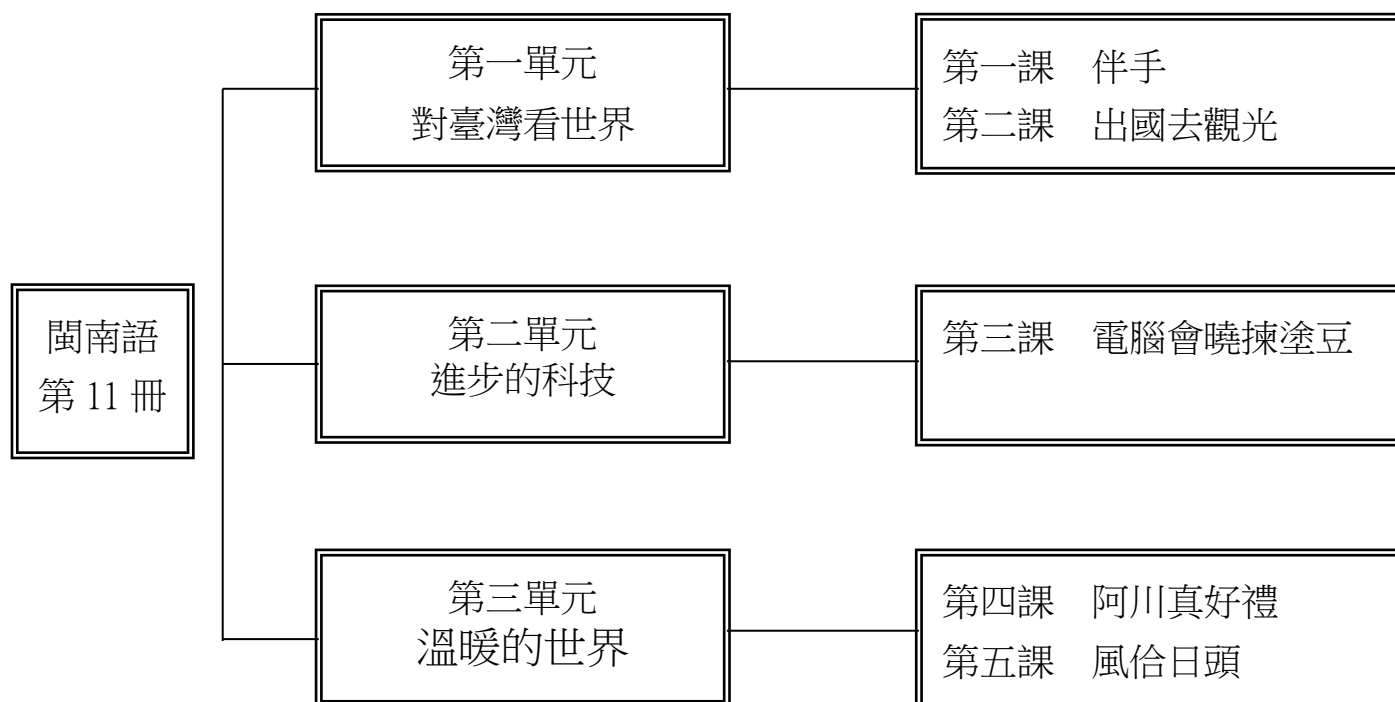 閩南語
第 11 冊
第一單元
對臺灣看世界
第一課　伴手
第二課　出國去觀光
第二單元
進步的科技
第三課　電腦會曉揀塗豆
第三單元
溫暖的世界
第四課　阿川真好禮
第五課　風佮日頭